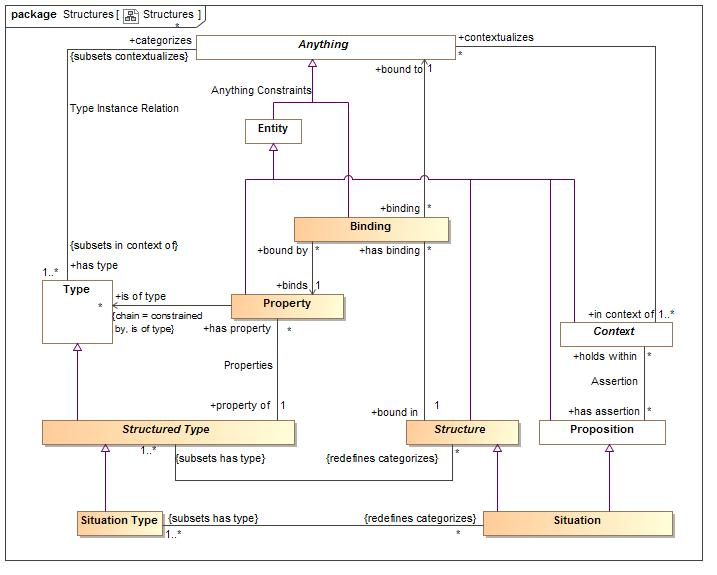 package Structures [ Structures ]
*
+categorizes
Anything
+contextualizes
{subsets contextualizes}
*
+bound to 1
Anything Constraints
Type Instance Relation
Entity
+binding *
Binding
{subsets in context of}
+bound by *
+has binding *
+has type
1..*
Type
*
+is of type
+binds 1
Property
{chain = constrained
by, is of type}
+in context of 1..*
+has property *
Context
+holds within *
Properties
Assertion
+property of 1
+bound in 1
+has assertion *
Structured Type
Structure
Proposition
1..*
{subsets has type}
{redefines categorizes}
*
Situation Type
{subsets has type}
{redefines categorizes}
Situation
1..*
*